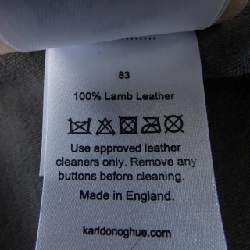 83
100% Lamb Leather
Use approved leather
cleaners only. Remove any
buttons before cleaning.
Made in England.
karldonoghue.com